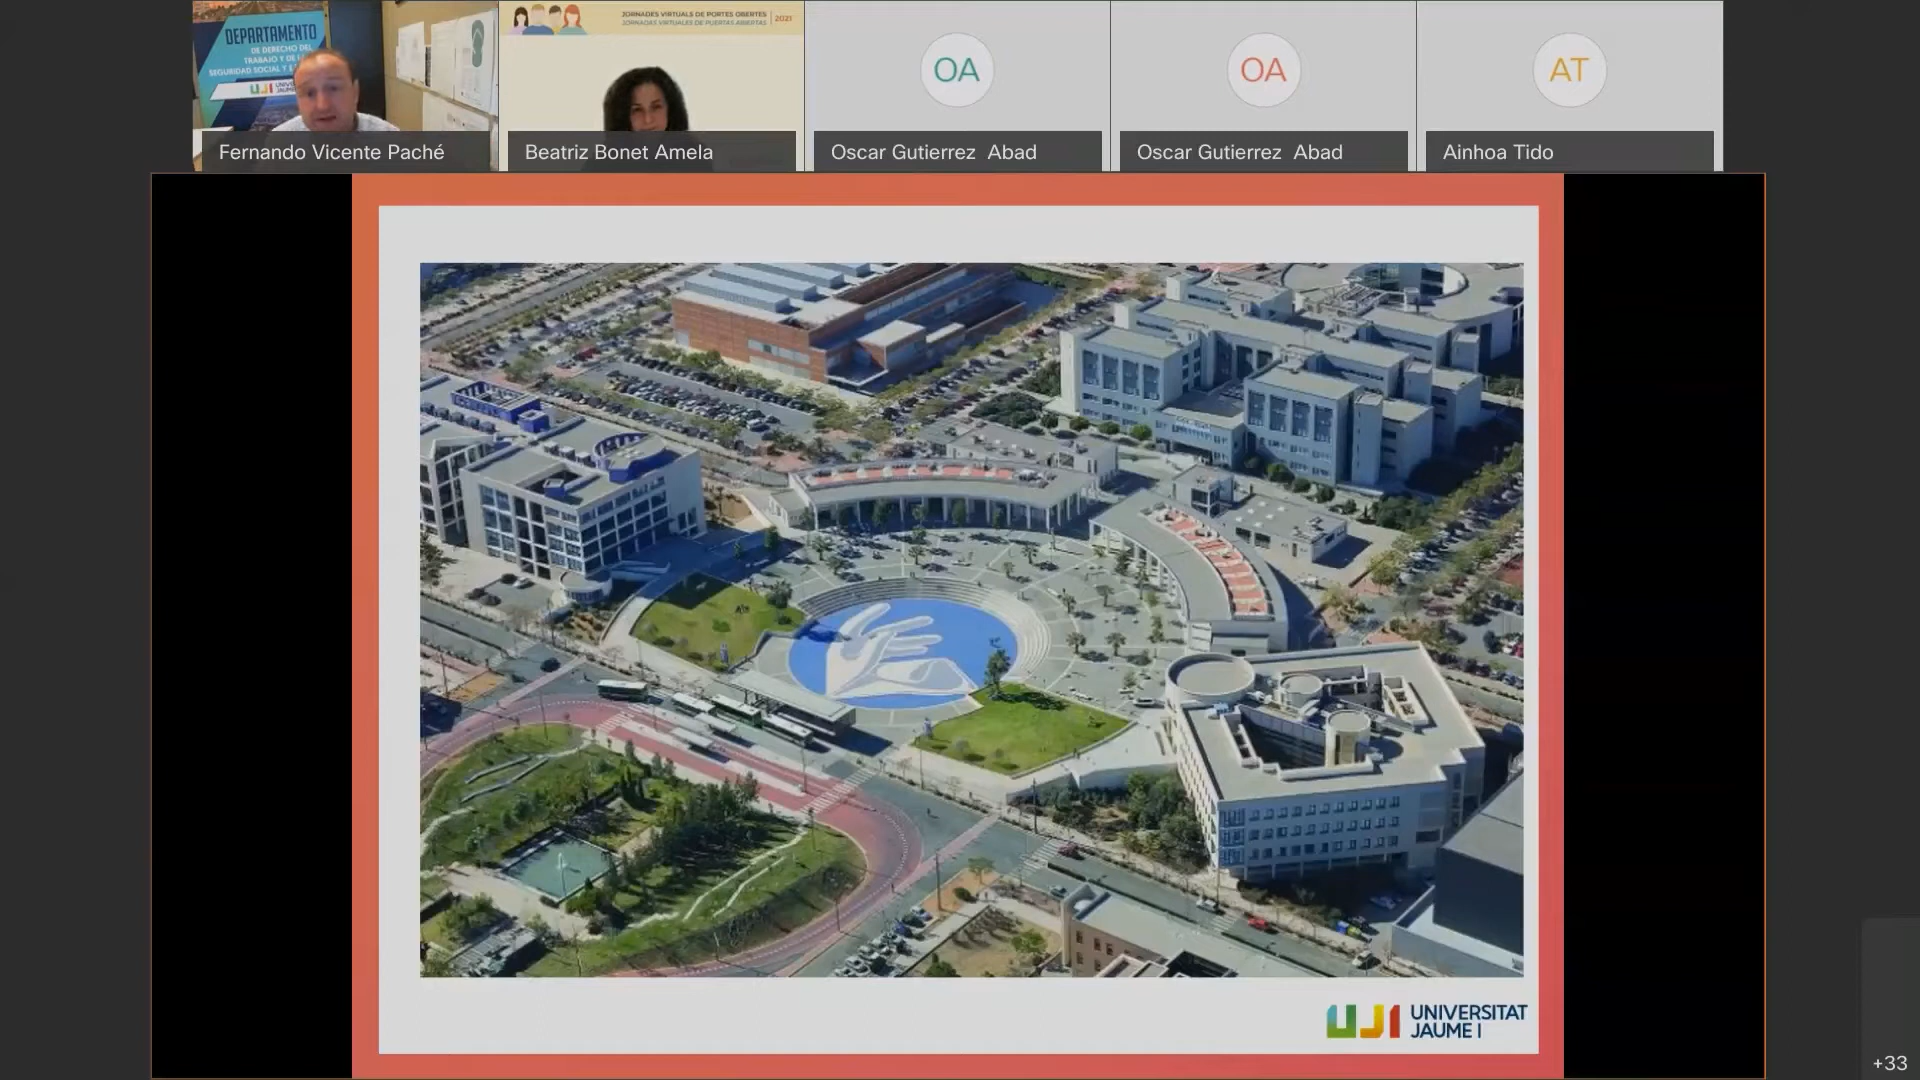 DEPARTAMENTO
DE DERECHO DEL
TRABAJO Y DE LA
SEGURIDAD SOCIAL Y
UJI
JORNADES VIRTUALS DE PORTES OBERTES
JORNADAS VIRTUALES DE PUERTAS ABIERTAS
2021
OA
OA
AT
Fernando Vicente Paché
Beatriz Bonet Amela
Oscar Gutierrez Abad
Oscar Gutierrez Abad
Ainhoa Tido
UJI UNIVERSITAT
JAUME I
+33